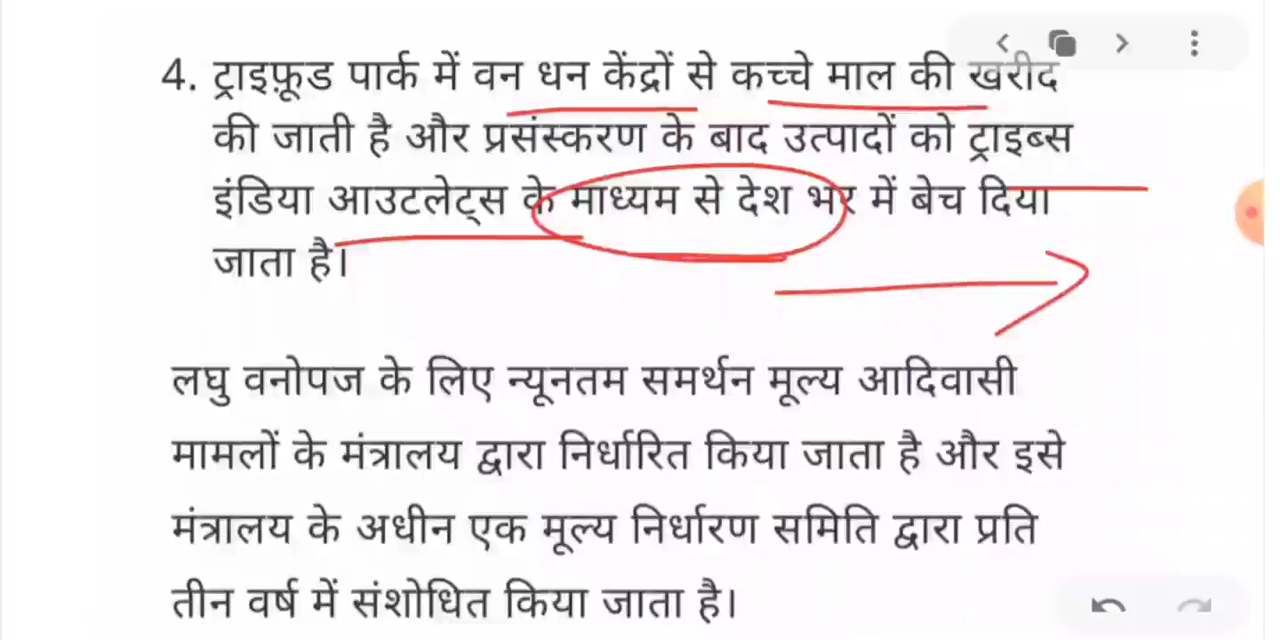 4. ट्राइफ़ूड पार्क में वन धन केंद्रों से कच्चे माल की खरीद
की जाती है और प्रसंस्करण के बाद उत्पादों को ट्राइब्स
इंडिया आउटलेट्स के माध्यम से देश भर में बेच दिया
जाता है।
लघु वनोपज के लिए न्यूनतम समर्थन मूल्य आदिवासी
मामलों के मंत्रालय द्वारा निर्धारित किया जाता है और इसे
मंत्रालय के अधीन एक मूल्य निर्धारण समिति द्वारा प्रति
तीन वर्ष में संशोधित किया जाता है।